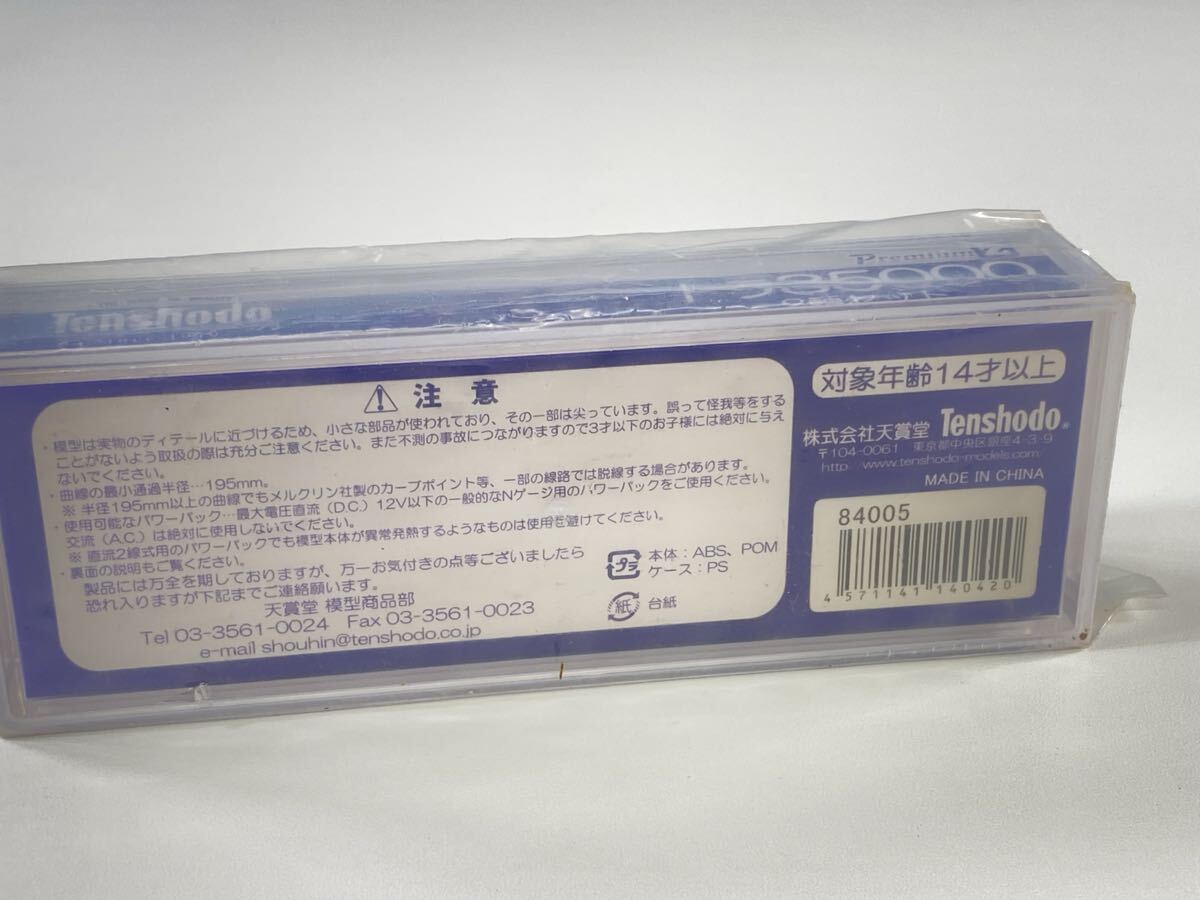 Premium
35000
Tenshodo
注意
・模型は実物のディテールに近づけるため、小さな部品が使われており、その一部は尖っています。誤って怪我等をする
ことがないよう取扱の際は充分ご注意ください。また不測の事故につながりますので3才以下のお子様には絶対に与え
ないでください。
・曲線の最小通過半径…195mm。
※ 半径195mm以上の曲線でもメルクリン社製のカーブポイント等、一部の線路では脱線する場合があります。
・使用可能なパワーパック…最大電圧直流(D.C.)12V以下の一般的なNゲージ用のパワーパックをご使用ください。
交流(A.C.)は絶対に使用しないでください。
※ 直流2線式用のパワーパックでも模型本体が異常発熱するようなものは使用を避けてください。
・裏面の説明もご覧ください。
製品には万全を期しておりますが、万一お気付きの点等ございましたら
恐れ入りますが下記までご連絡願います。
天賞堂 模型商品部
Tel 03-3561-0024 Fax 03-3561-0023
e-mail shouhin@tenshodo.co.jp
プラ
本体：ABS、POM
ケース：PS
紙
台紙
対象年齢14才以上
株式会社天賞堂 Tenshodo®
〒104-0061 東京都中央区銀座4-3-9
http www.tenshodo-models.com/
MADE IN CHINA
84005
4 571141 140420